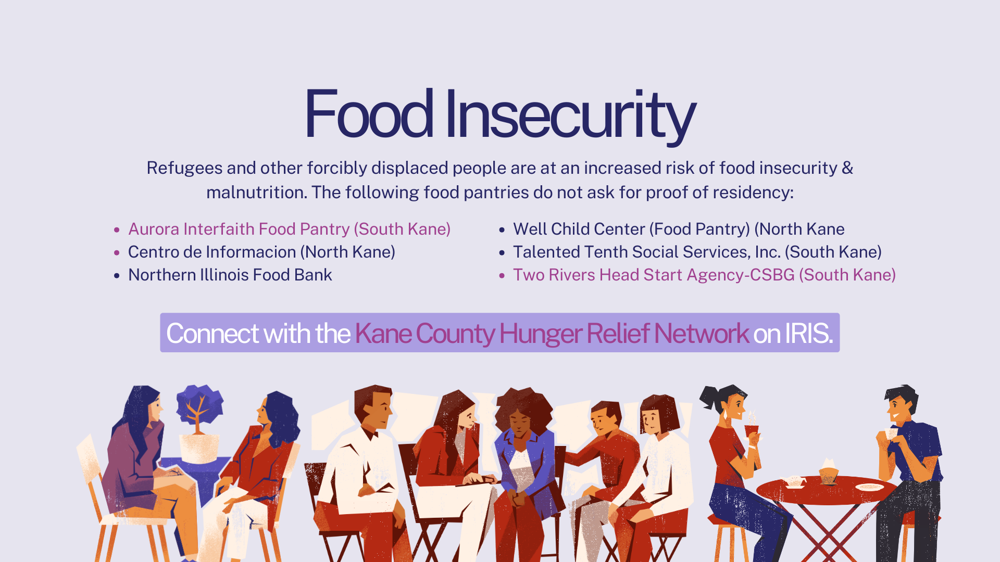 Food Insecurity
Refugees and other forcibly displaced people are at an increased risk of food insecurity &
malnutrition. The following food pantries do not ask for proof of residency:
• Aurora Interfaith Food Pantry (South Kane)
• Centro de Informacion (North Kane)
• Northern Illinois Food Bank
• Well Child Center (Food Pantry) (North Kane
• Talented Tenth Social Services, Inc. (South Kane)
• Two Rivers Head Start Agency-CSBG (South Kane)
Connect with the Kane County Hunger Relief Network on IRIS.